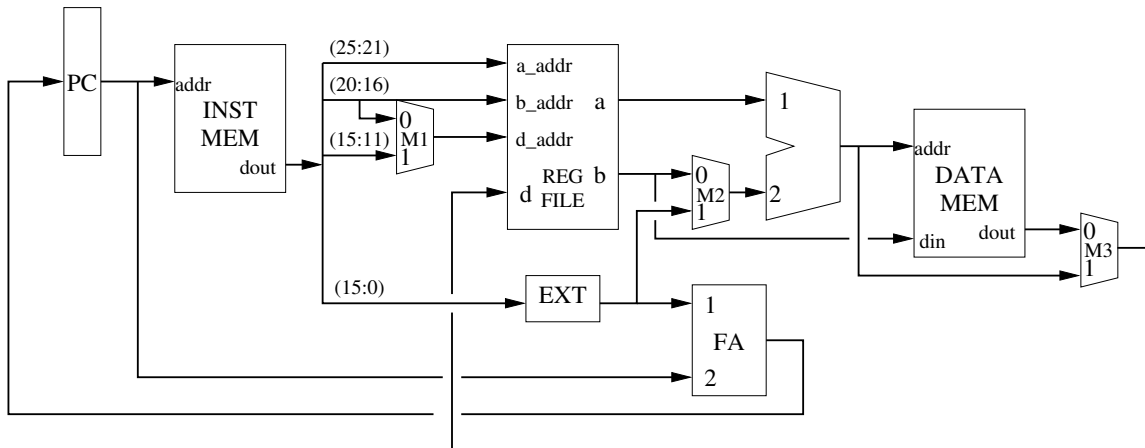 PC
addr
INST
MEM
dout
(25:21)
(20:16)
(15:11)
(15:0)
0
M1
1
a_addr
b_addr
d_addr
d
REG
FILE
a
b
EXT
0
M2
1
1
2
1
FA
2
addr
DATA
MEM
dout
din
0
M3
1